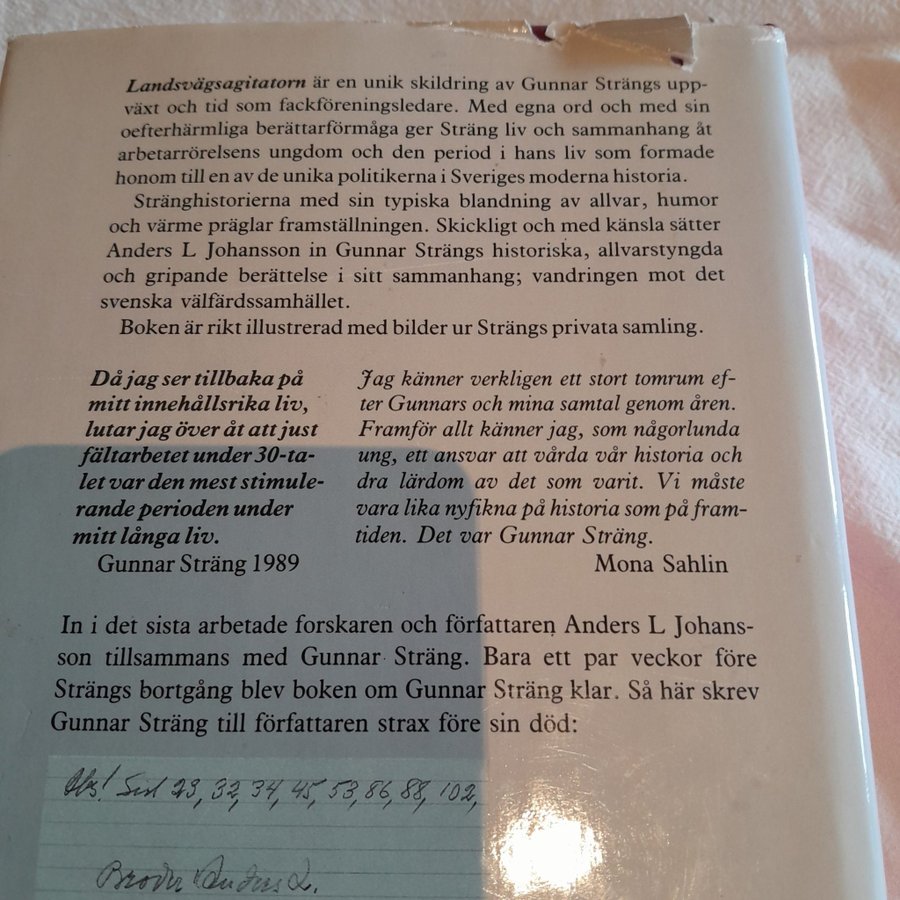 Landsvägsagitatorn är en unik skildring av Gunnar Strängs upp-
växt och tid som fackföreningsledare. Med egna ord och med sin
oefterhärmliga berättarförmåga ger Sträng liv och sammanhang åt
arbetarrörelsens ungdom och den period i hans liv som formade
honom till en av de unika politikerna i Sveriges moderna historia.
Stränghistorierna med sin typiska blandning av allvar, humor
och värme präglar framställningen. Skickligt och med känsla sätter
Anders L Johansson in Gunnar Strängs historiska, allvarstyngda
och gripande berättelse i sitt sammanhang; vandringen mot det
svenska välfärdssamhället.
Boken är rikt illustrerad med bilder ur Strängs privata samling.
Då jag ser tillbaka på
mitt innehållsrika liv,
lutar jag över åt att just
fältarbetet under 30-ta-
let var den mest stimule-
rande perioden under
mitt långa liv.
Gunnar Sträng 1989
Jag känner verkligen ett stort tomrum ef-
ter Gunnars och mina samtal genom åren.
Framför allt känner jag, som någorlunda
ung, ett ansvar att vårda vår historia och
dra lärdom av det som varit. Vi måste
vara lika nyfikna på historia som på fram-
tiden. Det var Gunnar Sträng.
Mona Sahlin
In i det sista arbetade forskaren och författaren Anders L Johans-
son tillsammans med Gunnar Sträng. Bara ett par veckor före
Strängs bortgång blev boken om Gunnar Sträng klar. Så här skrev
Gunnar Sträng till författaren strax före sin död:
Obs! Sid 23, 32, 34, 45, 53, 86, 88, 102,
Broder Anders L.